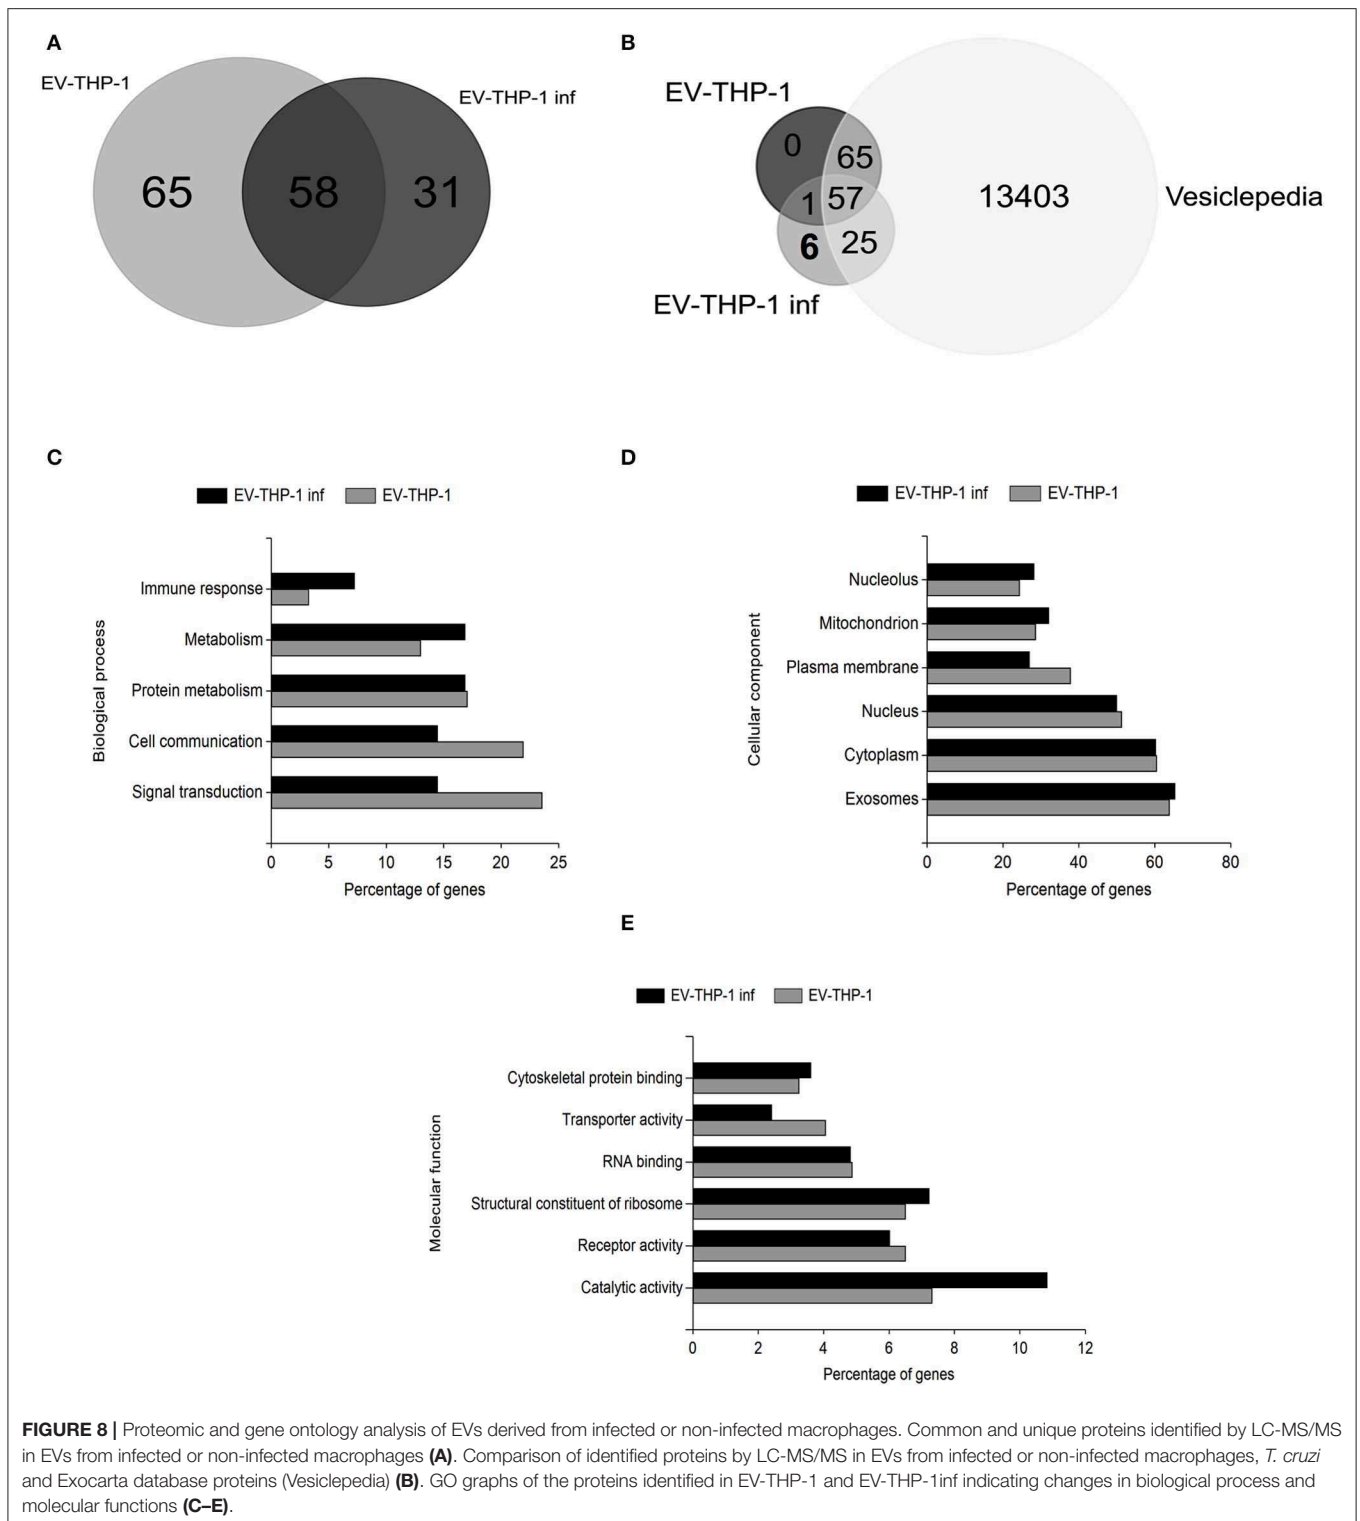 A
EV-THP-1
EV-THP-1 inf
65
58
31
B
EV-THP-1
0
65
1
57
6
25
13403
Vesiclepedia
EV-THP-1 inf
C
EV-THP-1 inf
EV-THP-1
Biological process
Immune response
Metabolism
Protein metabolism
Cell communication
Signal transduction
0 5 10 15 20 25
Percentage of genes
D
EV-THP-1 inf
EV-THP-1
Cellular component
Nucleolus
Mitochondrion
Plasma membrane
Nucleus
Cytoplasm
Exosomes
0 20 40 60 80
Percentage of genes
E
EV-THP-1 inf
EV-THP-1
Molecular function
Cytoskeletal protein binding
Transporter activity
RNA binding
Structural constituent of ribosome
Receptor activity
Catalytic activity
0 2 4 6 8 10 12
Percentage of genes
FIGURE 8 | Proteomic and gene ontology analysis of EVs derived from infected or non-infected macrophages. Common and unique proteins identified by LC-MS/MS
in EVs from infected or non-infected macrophages (A). Comparison of identified proteins by LC-MS/MS in EVs from infected or non-infected macrophages, T. cruzi
and Exocarta database proteins (Vesiclepedia) (B). GO graphs of the proteins identified in EV-THP-1 and EV-THP-1inf indicating changes in biological process and
molecular functions (C–E).